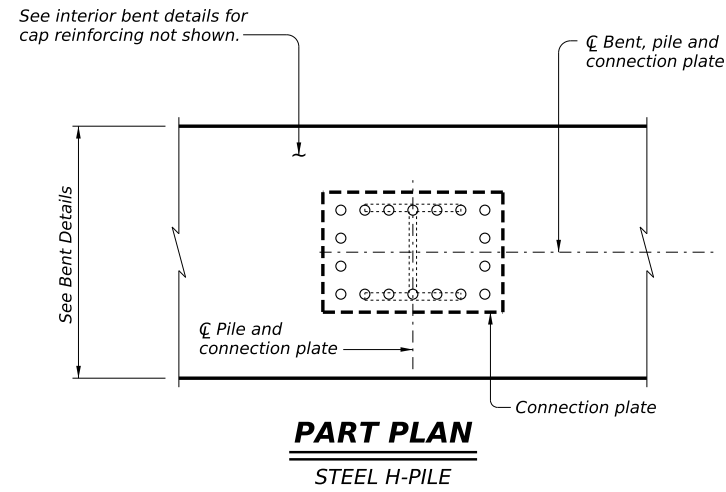 See interior bent details for
cap reinforcing not shown.
℄ Bent, pile and
connection plate
See Bent Details
℄ Pile and
connection plate
Connection plate
PART PLAN
STEEL H-PILE